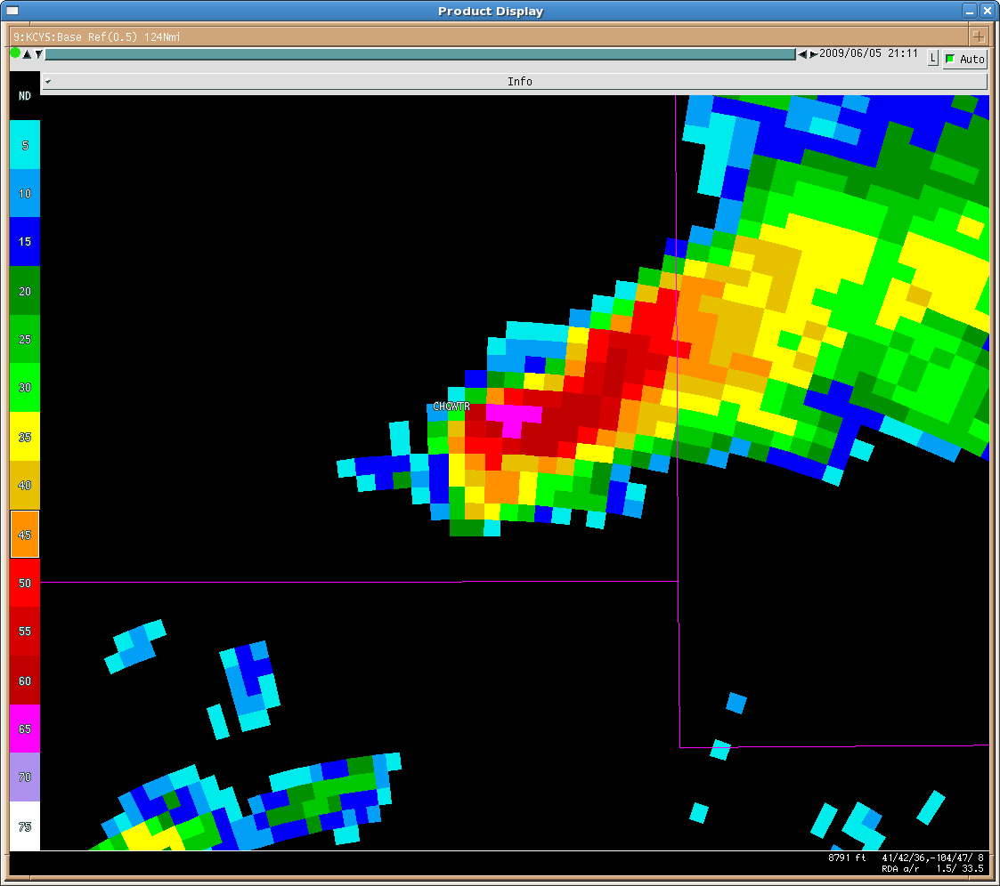 Product Display
9:KCYS:Base Ref(0.5) 124Nmi
2009/06/05 21:11 L Auto
Info
ND
5
10
15
20
25
30
35
40
45
50
55
60
65
70
75
CHGWTR
8791 ft 41/42/36,-104/47/ 8
RDA a/r 1.5/ 33.5